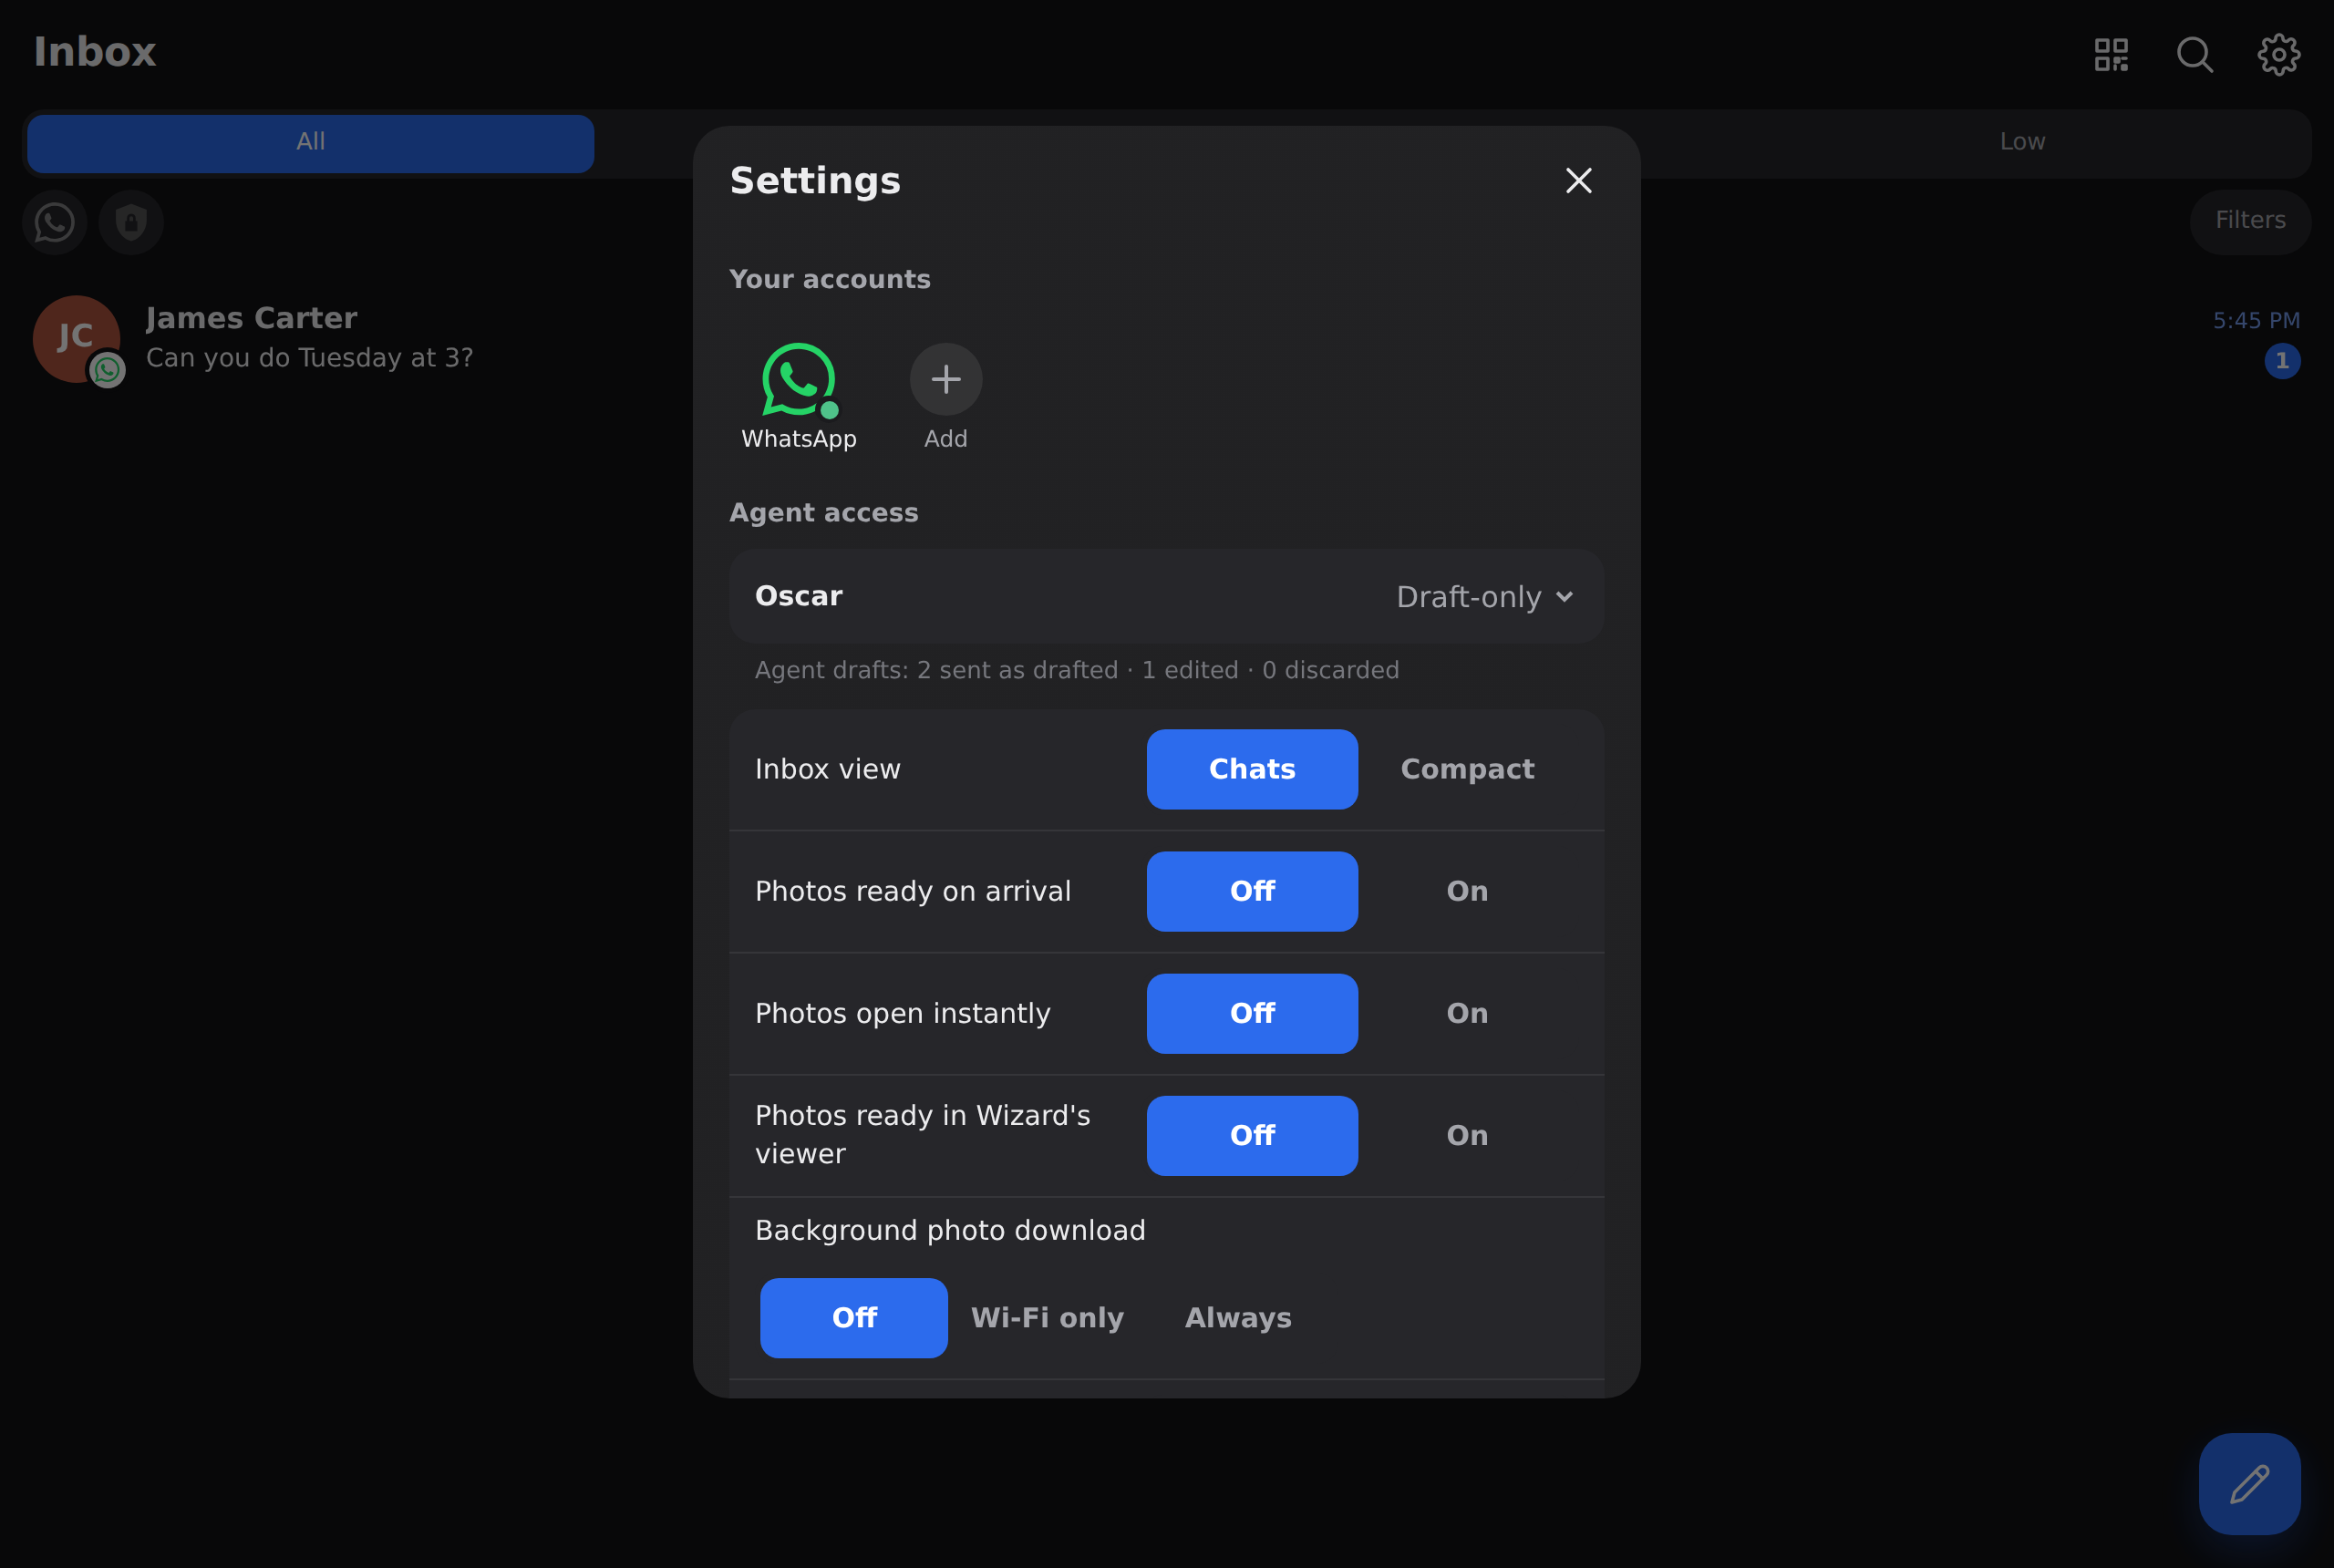 Inbox
All
Low
Filters
JC
James Carter
Can you do Tuesday at 3?
5:45 PM
1
Settings
Your accounts
WhatsApp
Add
Agent access
Oscar
Draft-only
Agent drafts: 2 sent as drafted · 1 edited · 0 discarded
Inbox view
Chats
Compact
Photos ready on arrival
Off
On
Photos open instantly
Off
On
Photos ready in Wizard's
viewer
Off
On
Background photo download
Off
Wi-Fi only
Always